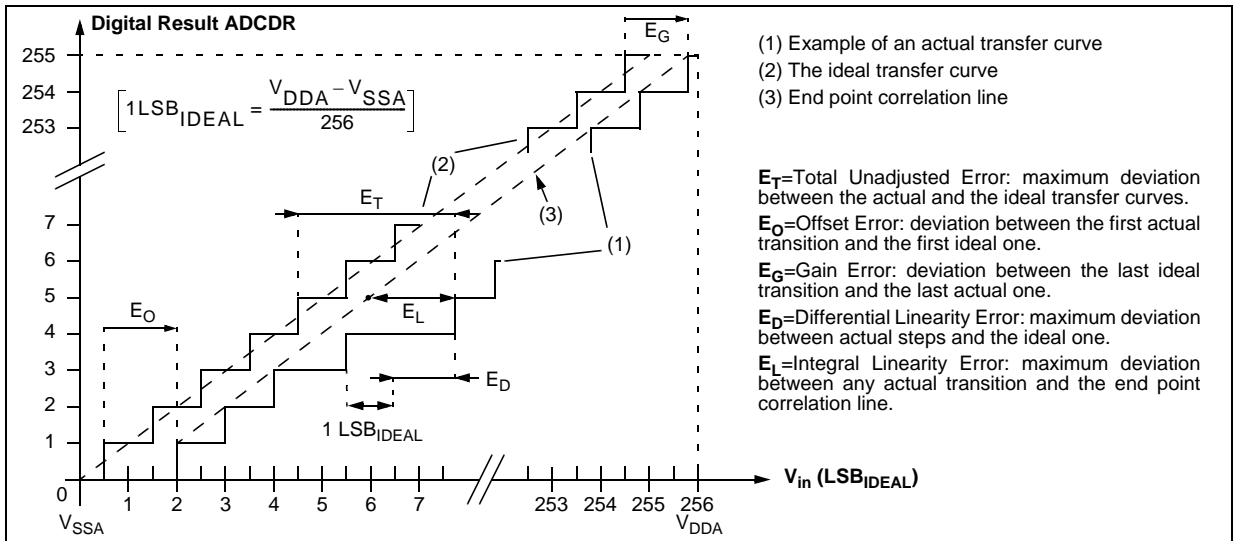 Digital Result ADCDR
E_G
(1) Example of an actual transfer curve
(2) The ideal transfer curve
(3) End point correlation line
255
254
253
[1LSB_IDEAL = (V_DDA – V_SSA) / 256]
(2)
E_T
(3)
(1)
E_T=Total Unadjusted Error: maximum deviation
between the actual and the ideal transfer curves.
E_O=Offset Error: deviation between the first actual
transition and the first ideal one.
E_G=Gain Error: deviation between the last ideal
transition and the last actual one.
E_D=Differential Linearity Error: maximum deviation
between actual steps and the ideal one.
E_L=Integral Linearity Error: maximum deviation
between any actual transition and the end point
correlation line.
7
6
5
4
3
2
1
0
E_O
E_L
E_D
1 LSB_IDEAL
1 2 3 4 5 6 7 253 254 255 256
V_in (LSB_IDEAL)
V_SSA
V_DDA